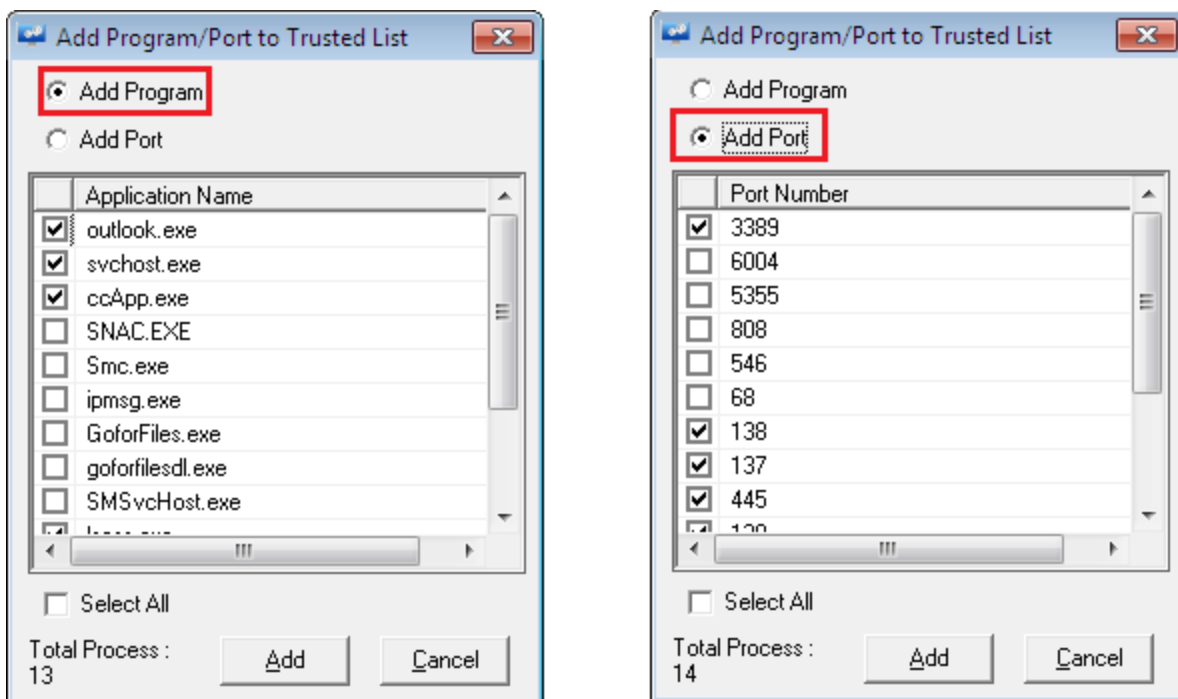 Add Program/Port to Trusted List
Add Program
Add Port
Application Name
outlook.exe
svchost.exe
ccApp.exe
SNAC.EXE
Smc.exe
ipmsg.exe
GoforFiles.exe
goforfilesdl.exe
SMSvcHost.exe
Select All
Total Process :
13
Add
Cancel
Add Program/Port to Trusted List
Add Program
Add Port
Port Number
3389
6004
5355
808
546
68
138
137
445
Select All
Total Process :
14
Add
Cancel